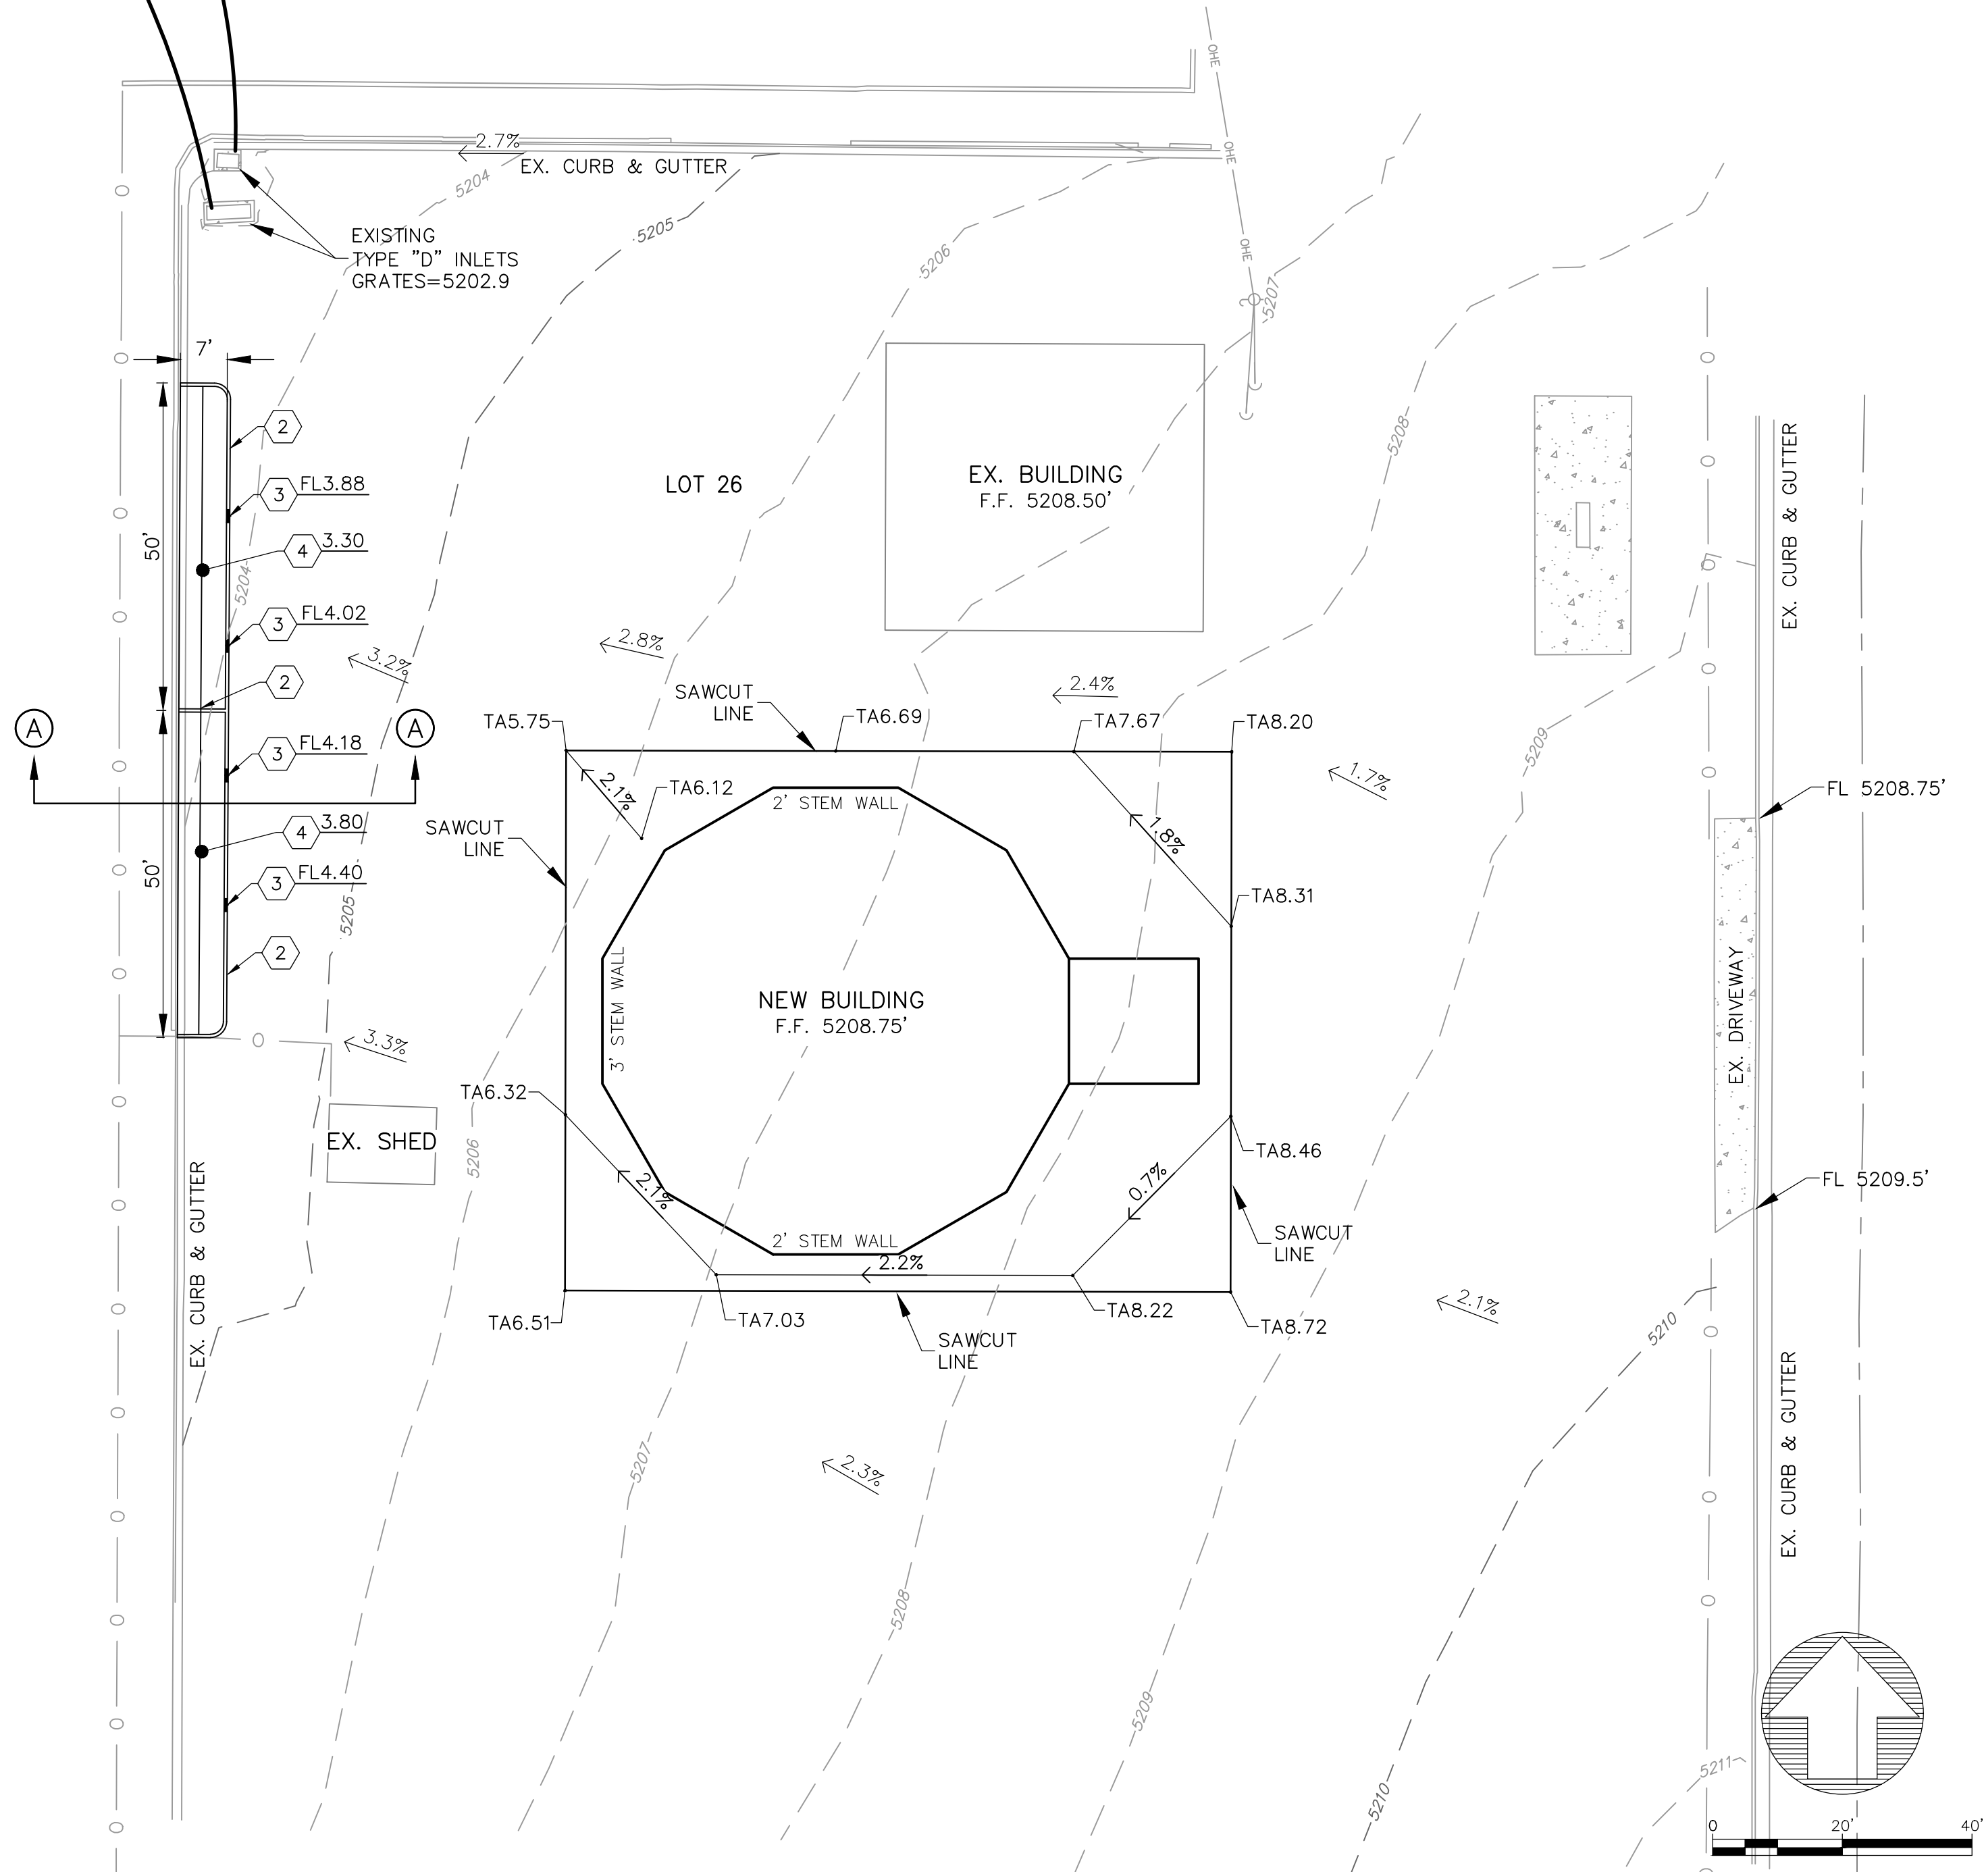 OHE
OHE
OHE
2.7%
EX. CURB & GUTTER
5204
5205
5206
5207
EXISTING
TYPE "D" INLETS
GRATES=5202.9
7'
2
3
FL3.88
50'
4
3.30
5204
3
FL4.02
2
A
A
3
FL4.18
4
3.80
50'
3
FL4.40
2
5205
LOT 26
EX. BUILDING
F.F. 5208.50'
5208
EX. CURB & GUTTER
3.2%
2.8%
2.4%
1.7%
5209
SAWCUT
LINE
TA5.75
TA6.69
TA7.67
TA8.20
2.1%
TA6.12
2' STEM WALL
1.8%
FL 5208.75'
SAWCUT
LINE
TA8.31
3' STEM WALL
NEW BUILDING
F.F. 5208.75'
EX. DRIVEWAY
3.3%
TA6.32
EX. SHED
5206
TA8.46
2.1%
0.7%
FL 5209.5'
EX. CURB & GUTTER
2' STEM WALL
2.2%
SAWCUT
LINE
TA6.51
TA7.03
TA8.22
TA8.72
SAWCUT
LINE
2.1%
5210
EX. CURB & GUTTER
5207
2.3%
5208
5209
5210
5211
0
20'
40'